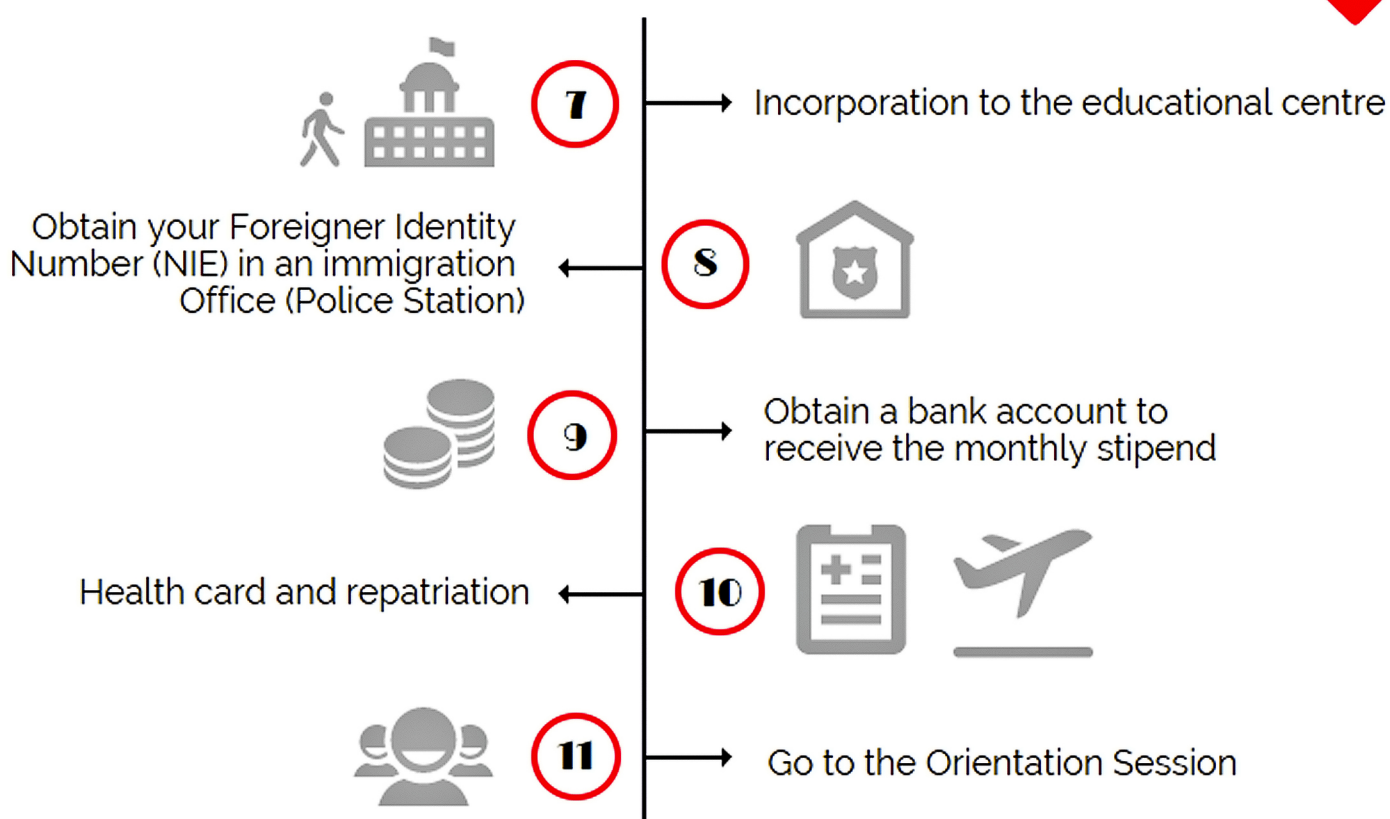 7
Incorporation to the educational centre
Obtain your Foreigner Identity
Number (NIE) in an immigration
Office (Police Station)
8
9
Obtain a bank account to
receive the monthly stipend
Health card and repatriation
10
11
Go to the Orientation Session